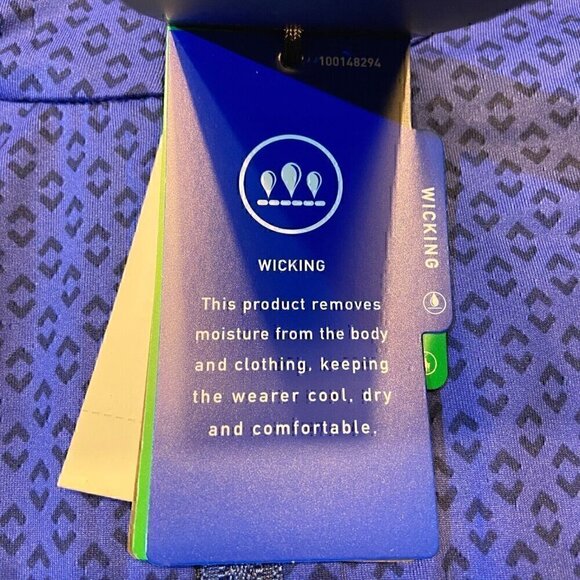 100148294
WICKING
This product removes
moisture from the body
and clothing, keeping
the wearer cool, dry
and comfortable.
WICKING